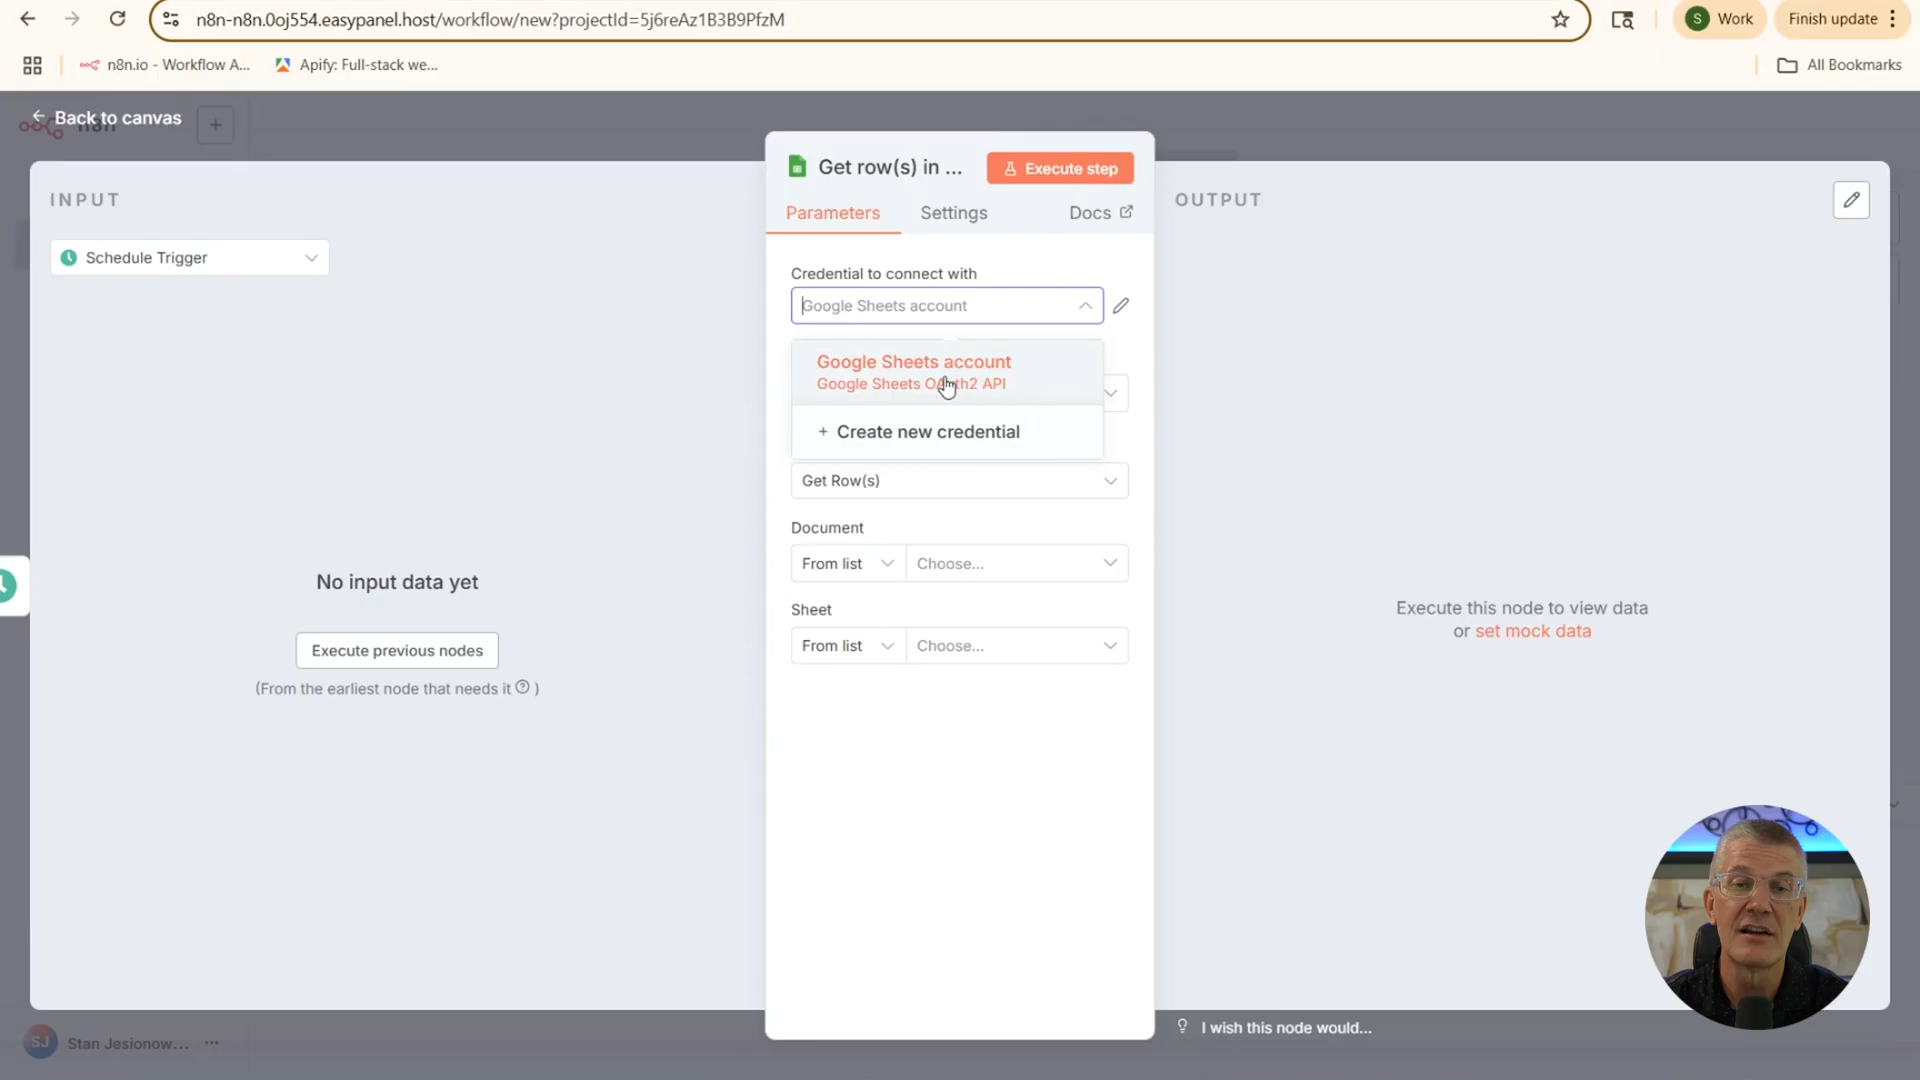 n8n-n8n.0oj554.easypanel.host/workflow/new?projectId=5j6reAz1B3B9PfzM
S
Work
Finish update
n8n.io - Workflow A...
Apify: Full-stack we...
All Bookmarks
Back to canvas
n8n
INPUT
Schedule Trigger
No input data yet
Execute previous nodes
(From the earliest node that needs it ? )
Get row(s) in ...
Execute step
Parameters
Settings
Docs
Credential to connect with
Google Sheets account
Google Sheets account
Google Sheets OAuth2 API
+ Create new credential
Get Row(s)
Document
From list
Choose...
Sheet
From list
Choose...
OUTPUT
Execute this node to view data
or set mock data
I wish this node would...
SJ
Stan Jesionow...